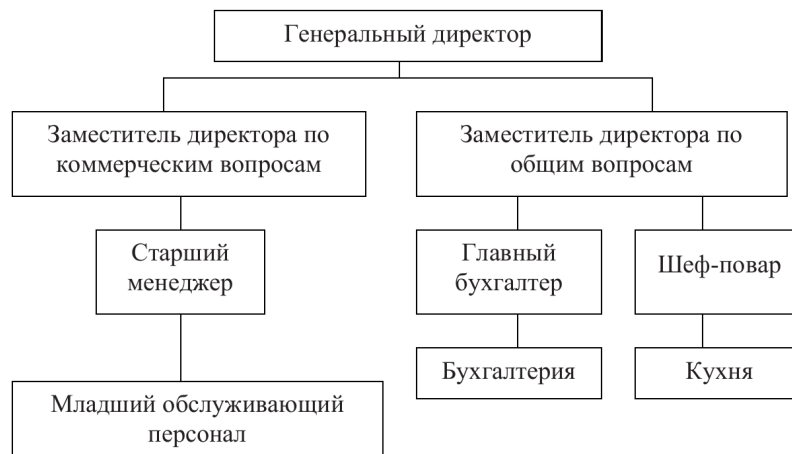 Генеральный директор
Заместитель директора по
коммерческим вопросам
Заместитель директора по
общим вопросам
Старший
менеджер
Главный
бухгалтер
Шеф-повар
Бухгалтерия
Кухня
Младший обслуживающий
персонал